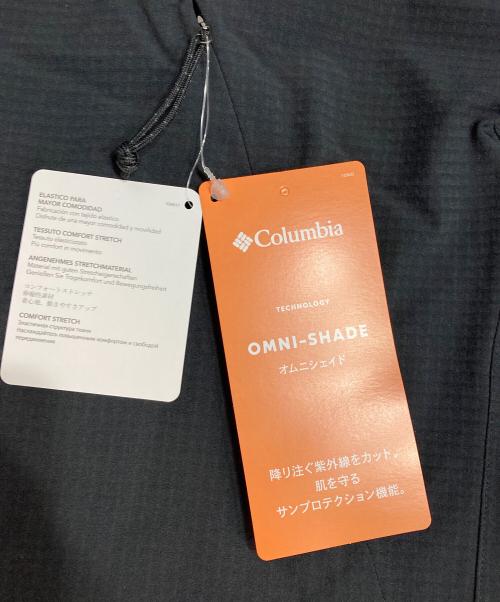 ELASTICO PARA
MAYOR COMODIDAD
Fabricación con tejido elastico
Disfrute de una mayor comodidad y movilidad
TESSUTO COMFORT STRETCH
Tetsuto elasticizzato
Più comfort in movimento
ANGENEHMES STRETCHMATERIAL
Material mit guten Stretcheigenschaften
Genießen Sie Tragekomfort und Bewegungsfreiheit
コンフォートストレッチ
伸縮性素材
着心地、動きやすさアップ
COMFORT STRETCH
Эластичная структура ткани
Наслаждайтесь повышенным комфортом и свободой
передвижения
Columbia
TECHNOLOGY
OMNI-SHADE
オムニシェイド
降り注ぐ紫外線をカット。
肌を守る
サンプロテクション機能。